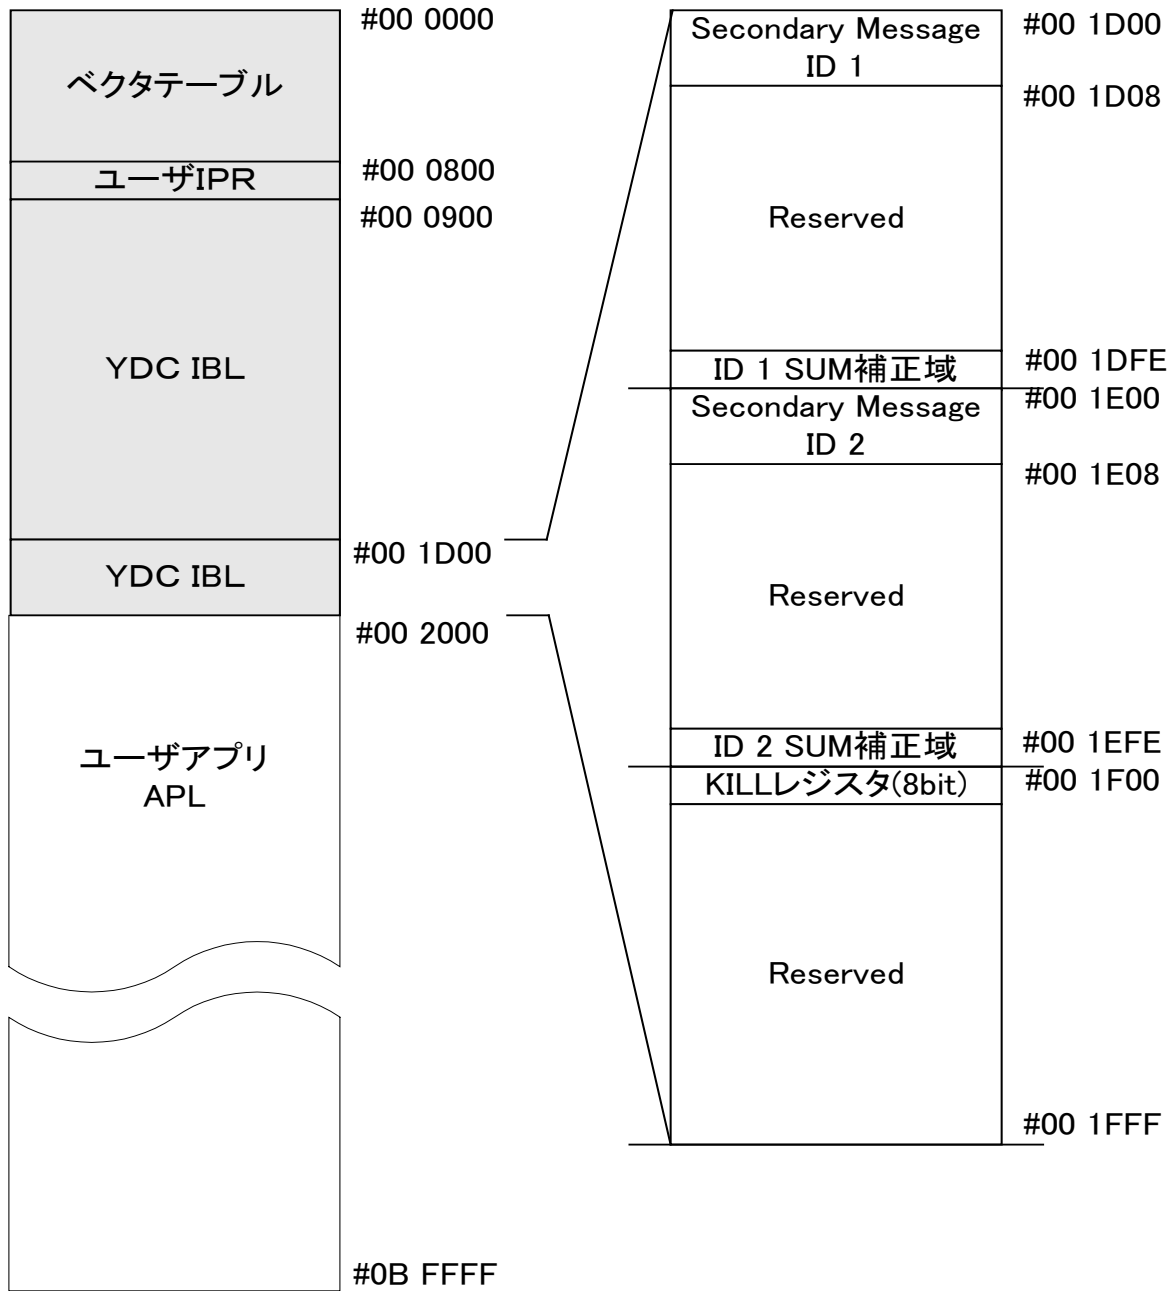 #00 0000
ベクタテーブル
#00 0800
ユーザIPR
#00 0900
YDC IBL
#00 1D00
YDC IBL
#00 2000
ユーザアプリ
APL
#0B FFFF
Secondary Message
ID 1
#00 1D00
#00 1D08
Reserved
ID 1 SUM補正域
#00 1DFE
#00 1E00
Secondary Message
ID 2
#00 1E08
Reserved
ID 2 SUM補正域
#00 1EFE
KILLレジスタ(8bit)
#00 1F00
Reserved
#00 1FFF